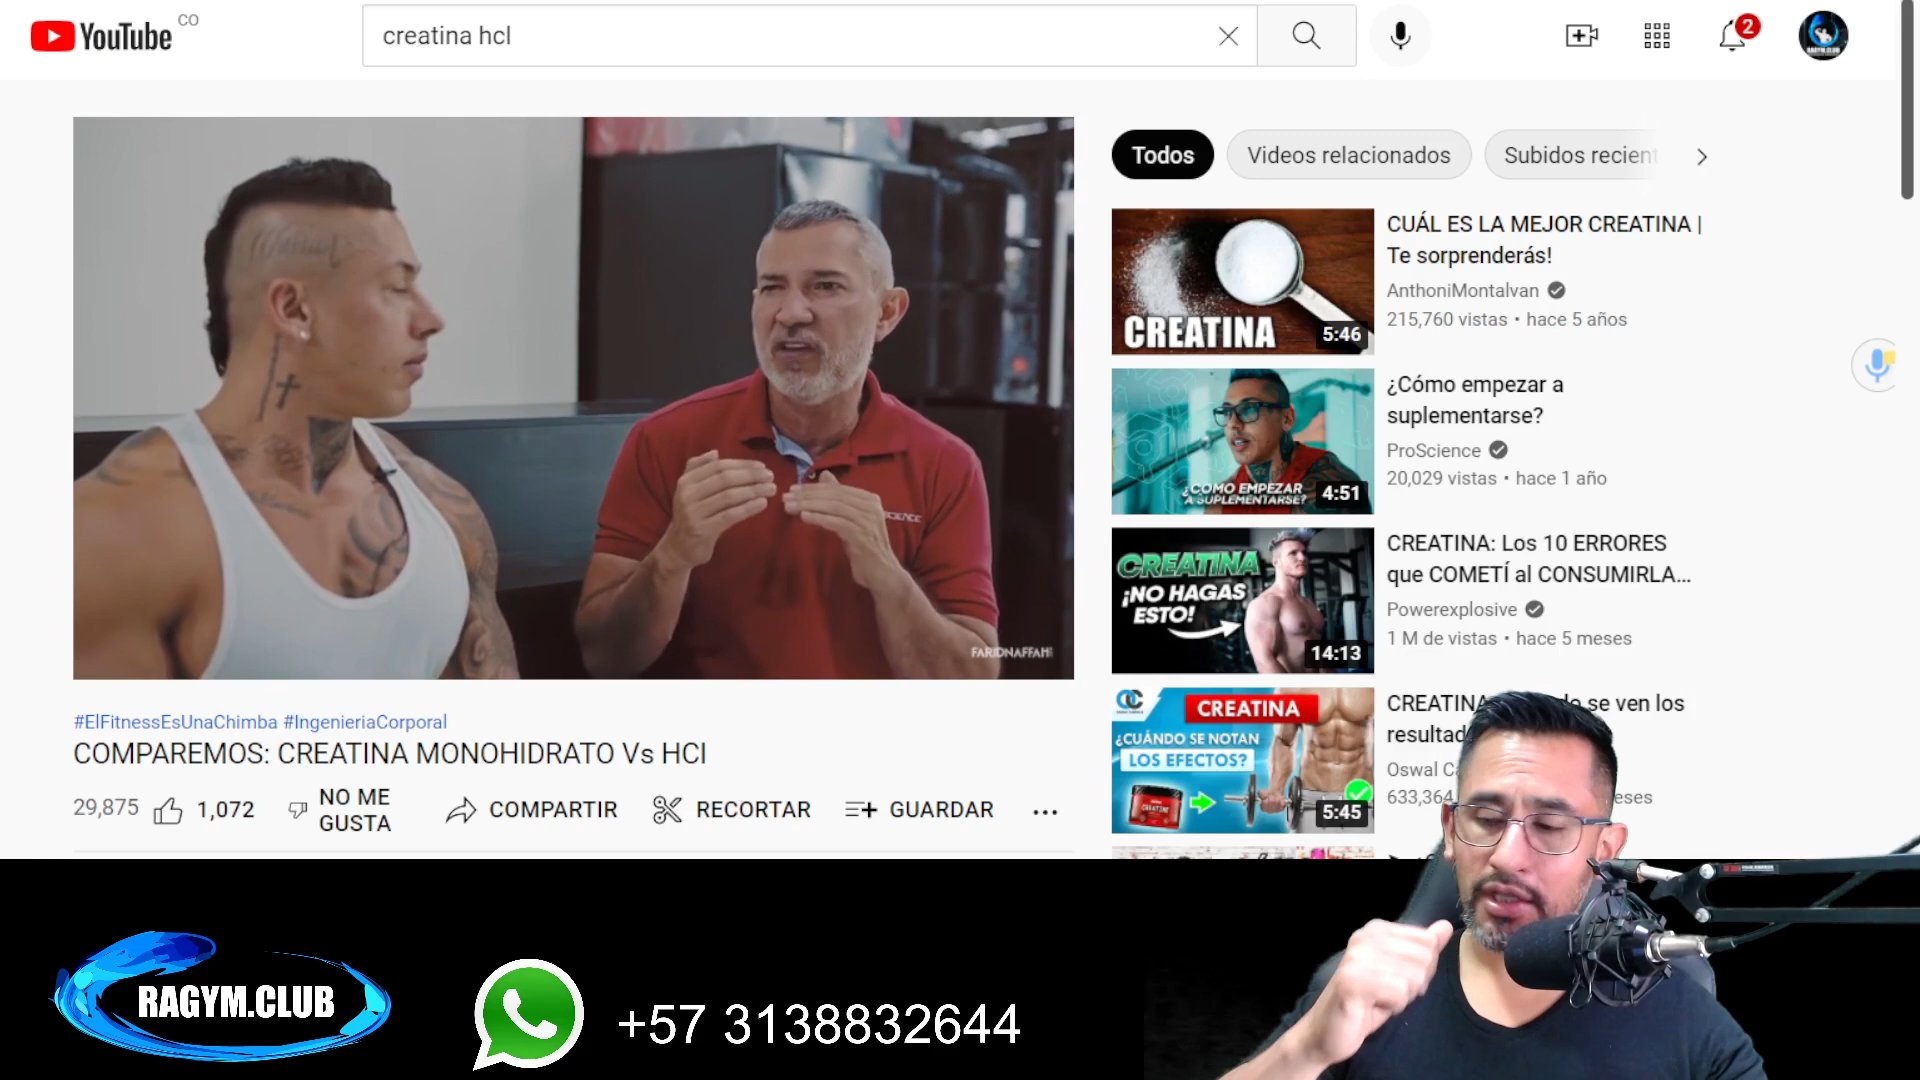 YouTube CO
creatina hcl
2
Todos
Videos relacionados
Subidos recient
FARIDNAFFAH
#ElFitnessEsUnaChimba #IngenieriaCorporal
COMPAREMOS: CREATINA MONOHIDRATO Vs HCl
29,875
1,072
NO ME
GUSTA
COMPARTIR
RECORTAR
GUARDAR
CREATINA
5:46
CUÁL ES LA MEJOR CREATINA |
Te sorprenderás!
AnthoniMontalvan
215,760 vistas • hace 5 años
¿COMO EMPEZAR
A SUPLEMENTARSE?
4:51
¿Cómo empezar a
suplementarse?
ProScience
20,029 vistas • hace 1 año
CREATINA
¡NO HAGAS
ESTO!
14:13
CREATINA: Los 10 ERRORES
que COMETÍ al CONSUMIRLA...
Powerexplosive
1 M de vistas • hace 5 meses
CREATINA
¿CUÁNDO SE NOTAN
LOS EFECTOS?
5:45
CREATINA se ven los
resultad
Oswal Ca
633,364 eses
RAGYM.CLUB
+57 3138832644